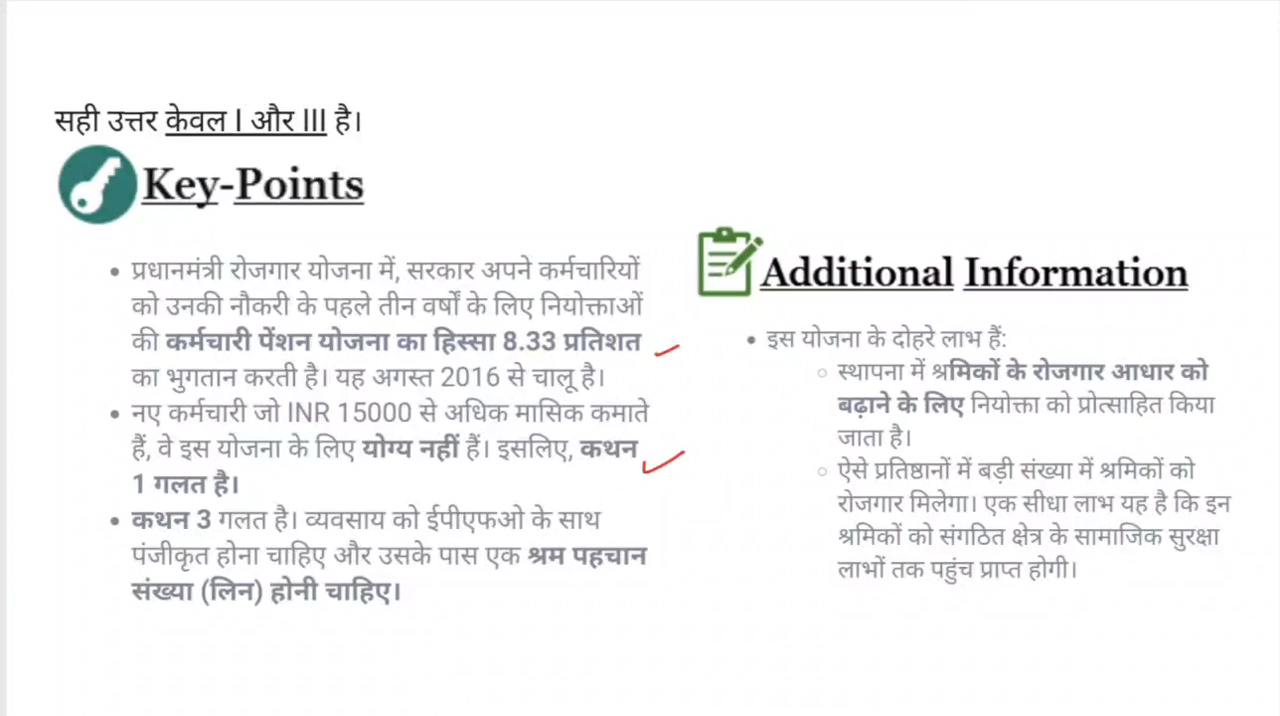 सही उत्तर केवल I और III है।
Key-Points
• प्रधानमंत्री रोजगार योजना में, सरकार अपने कर्मचारियों
को उनकी नौकरी के पहले तीन वर्षों के लिए नियोक्ताओं
की कर्मचारी पेंशन योजना का हिस्सा 8.33 प्रतिशत
का भुगतान करती है। यह अगस्त 2016 से चालू है।
• नए कर्मचारी जो INR 15000 से अधिक मासिक कमाते
हैं, वे इस योजना के लिए योग्य नहीं हैं। इसलिए, कथन
1 गलत है।
• कथन 3 गलत है। व्यवसाय को ईपीएफओ के साथ
पंजीकृत होना चाहिए और उसके पास एक श्रम पहचान
संख्या (लिन) होनी चाहिए।
Additional Information
• इस योजना के दोहरे लाभ हैं:
○ स्थापना में श्रमिकों के रोजगार आधार को
बढ़ाने के लिए नियोक्ता को प्रोत्साहित किया
जाता है।
○ ऐसे प्रतिष्ठानों में बड़ी संख्या में श्रमिकों को
रोजगार मिलेगा। एक सीधा लाभ यह है कि इन
श्रमिकों को संगठित क्षेत्र के सामाजिक सुरक्षा
लाभों तक पहुंच प्राप्त होगी।